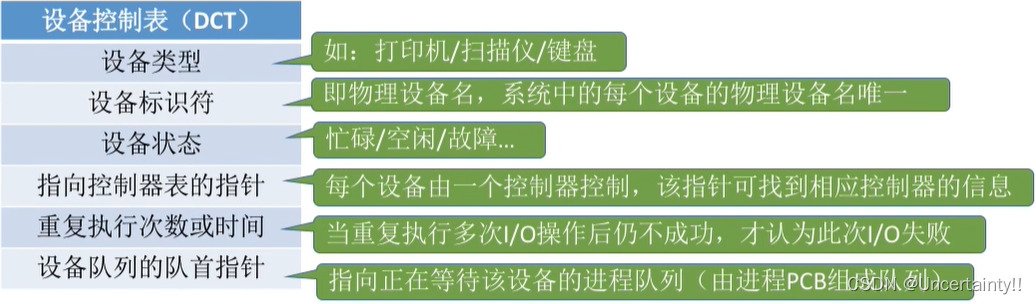 设备控制表（DCT）
设备类型
如：打印机/扫描仪/键盘
设备标识符
即物理设备名，系统中的每个设备的物理设备名唯一
设备状态
忙碌/空闲/故障...
指向控制器表的指针
每个设备由一个控制器控制，该指针可找到相应控制器的信息
重复执行次数或时间
当重复执行多次I/O操作后仍不成功，才认为此次I/O失败
设备队列的队首指针
指向正在等待该设备的进程队列（由进程PCB组成队列）
CSDN @Uncertainty!!